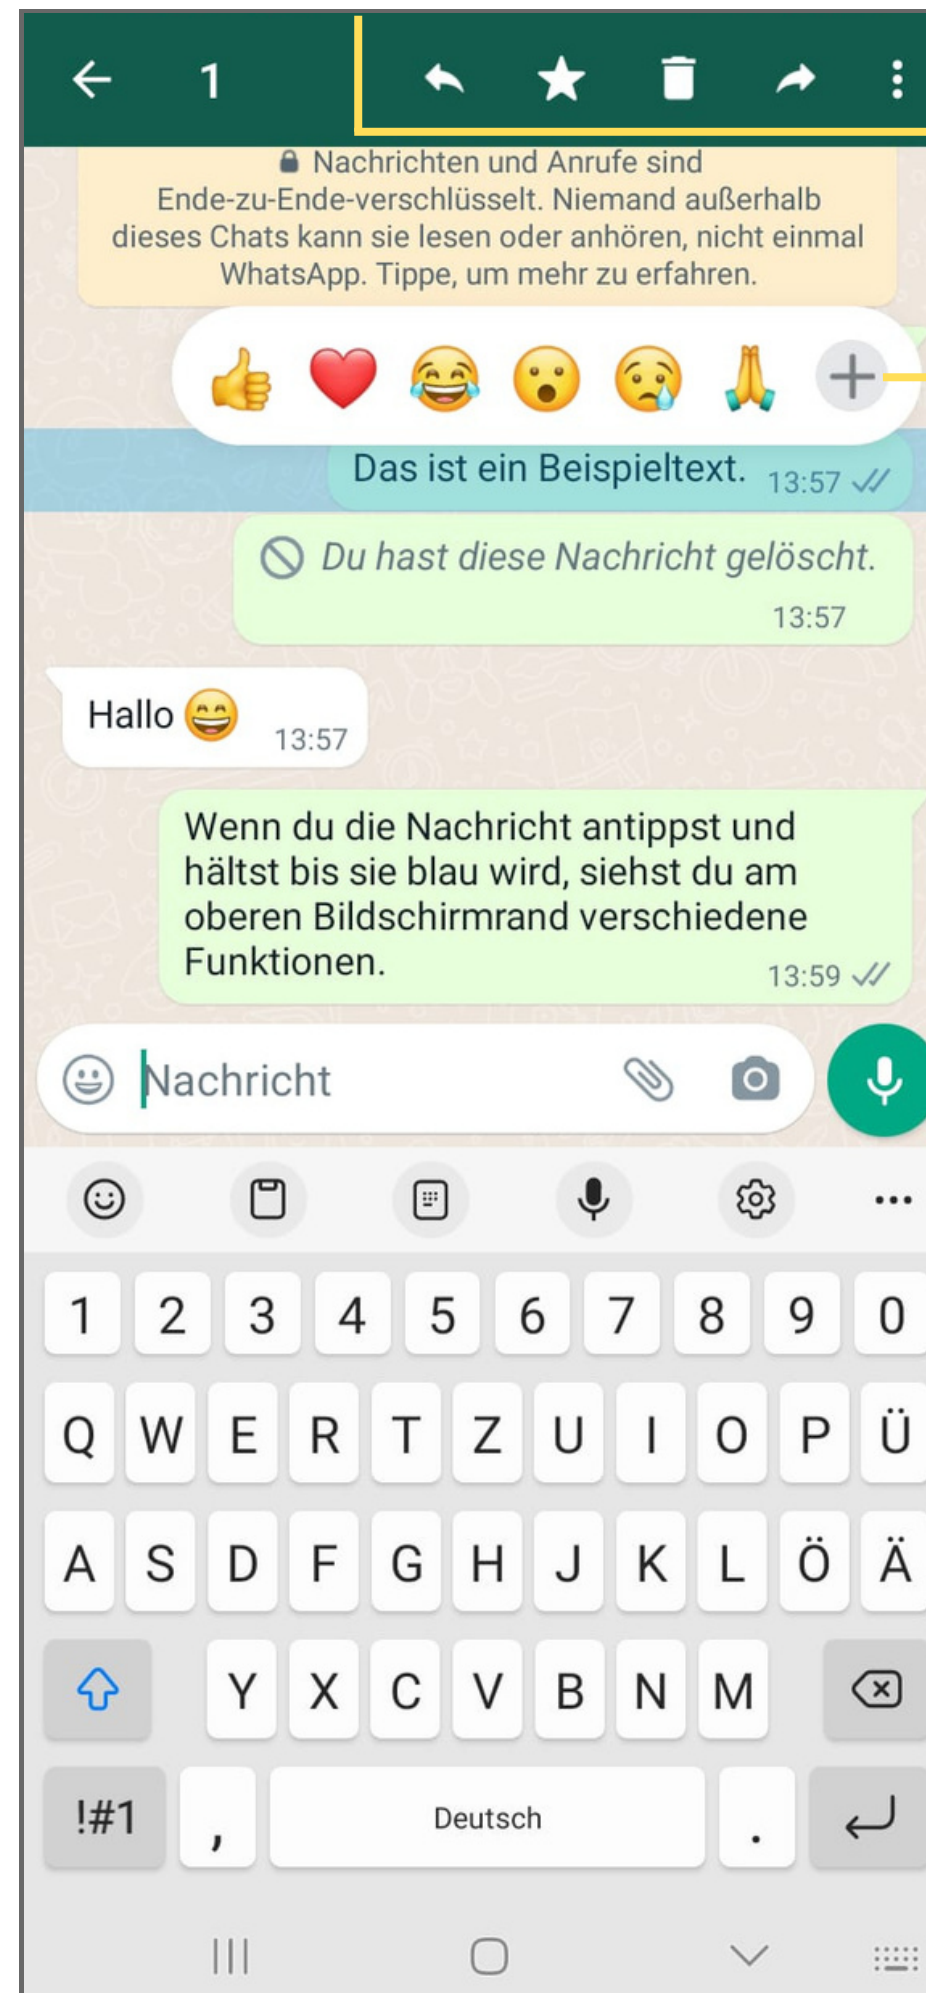 1
Nachrichten und Anrufe sind
Ende-zu-Ende-verschlüsselt. Niemand außerhalb
dieses Chats kann sie lesen oder anhören, nicht einmal
WhatsApp. Tippe, um mehr zu erfahren.
Das ist ein Beispieltext. 13:57
Du hast diese Nachricht gelöscht.
13:57
Hallo 😄 13:57
Wenn du die Nachricht antippst und
hältst bis sie blau wird, siehst du am
oberen Bildschirmrand verschiedene
Funktionen. 13:59
Nachricht
1 2 3 4 5 6 7 8 9 0
Q W E R T Z U I O P Ü
A S D F G H J K L Ö Ä
Y X C V B N M
!#1 , Deutsch .